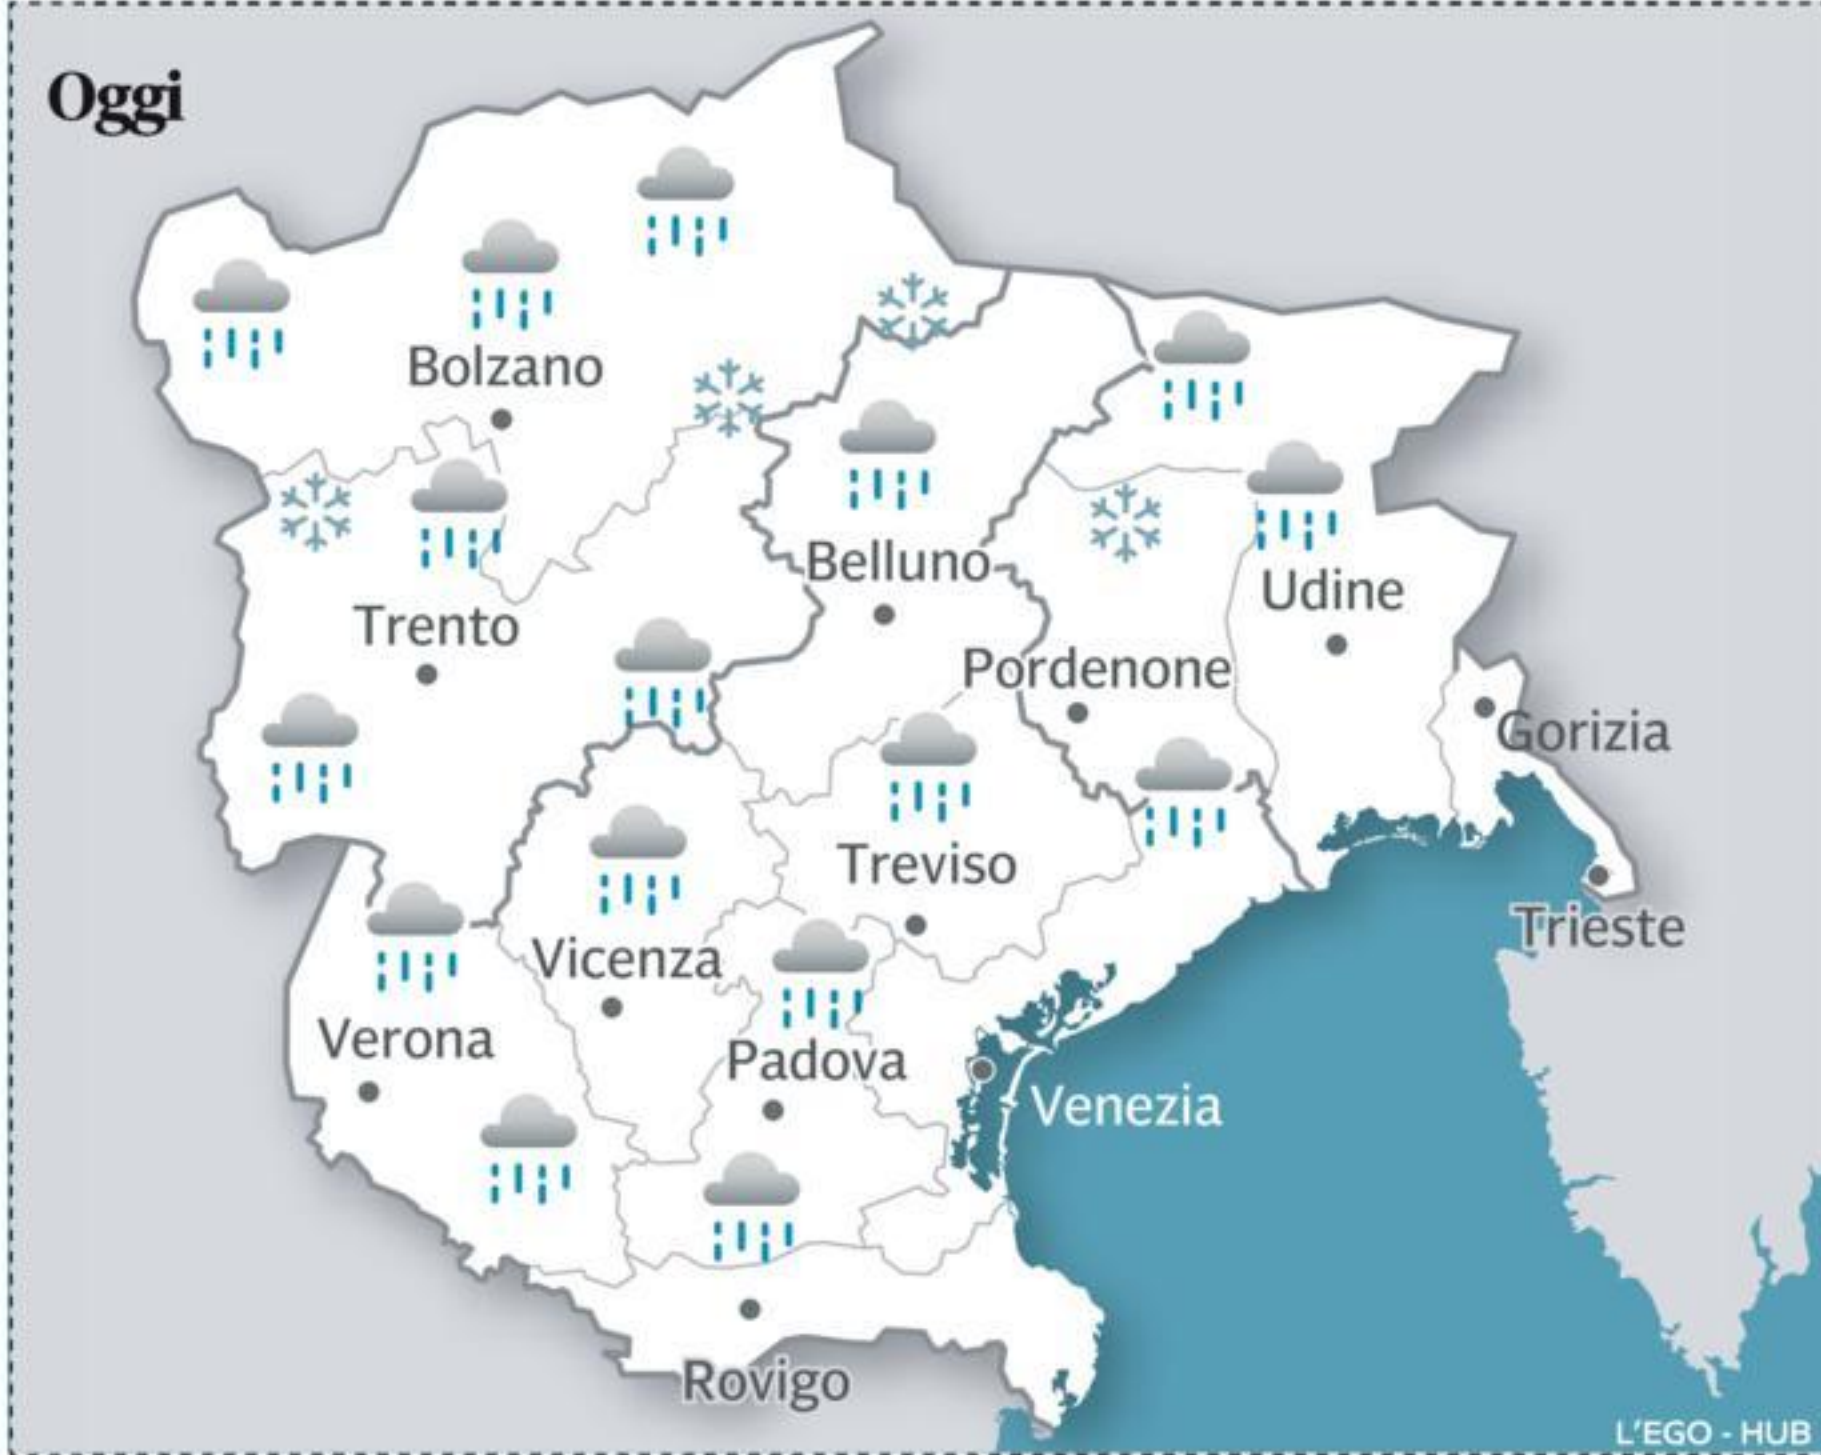 Oggi
Bolzano
Belluno
Udine
Trento
Pordenone
Gorizia
Treviso
Trieste
Vicenza
Verona
Padova
Venezia
Rovigo
L'EGO - HUB